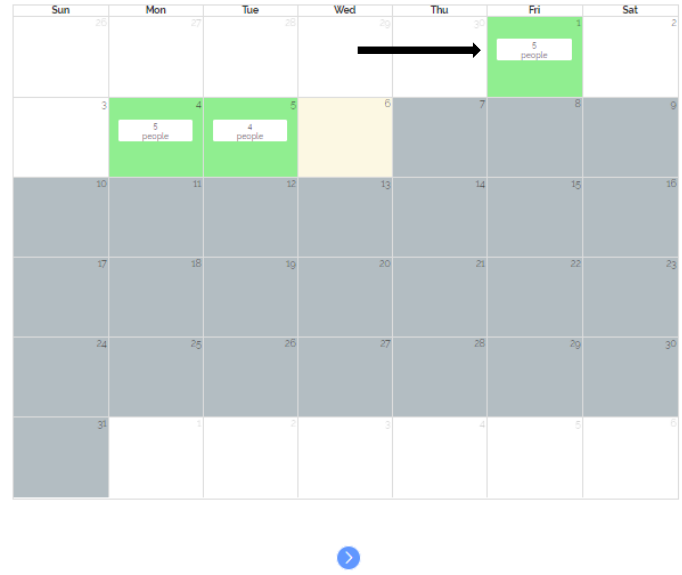 Sun Mon Tue Wed Thu Fri Sat
26 27 28 29 30 1 2
5
people
3 4 5 6 7 8 9
5 4
people people
10 11 12 13 14 15 16
17 18 19 20 21 22 23
24 25 26 27 28 29 30
31 1 2 3 4 5 6